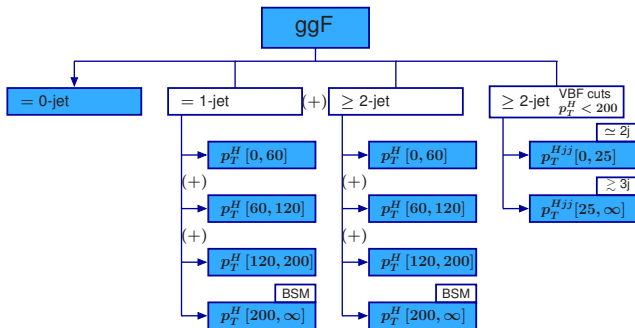 ggF
= 0-jet
= 1-jet
(+)
≥ 2-jet
≥ 2-jet VBF cuts p_T^H < 200
p_T^H [0, 60]
(+)
p_T^H [60, 120]
(+)
p_T^H [120, 200]
BSM
p_T^H [200, ∞]
p_T^H [0, 60]
(+)
p_T^H [60, 120]
(+)
p_T^H [120, 200]
BSM
p_T^H [200, ∞]
≃ 2j
p_T^{Hjj} [0, 25]
≳ 3j
p_T^{Hjj} [25, ∞]